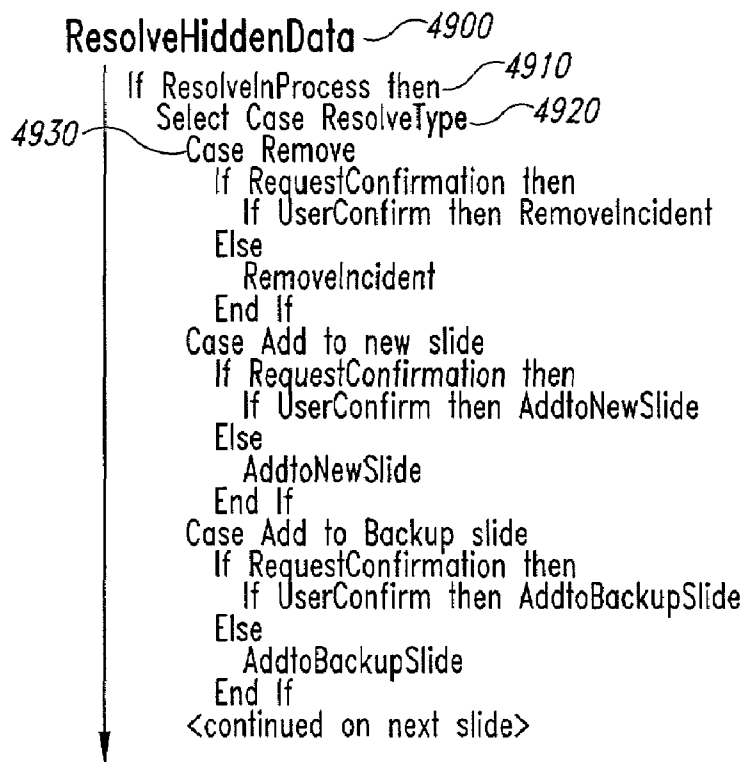 ResolveHiddenData 4900
If ResolveInProcess then 4910
Select Case ResolveType 4920
4930 Case Remove
If RequestConfirmation then
If UserConfirm then RemoveIncident
Else
RemoveIncident
End If
Case Add to new slide
If RequestConfirmation then
If UserConfirm then AddtoNewSlide
Else
AddtoNewSlide
End If
Case Add to Backup slide
If RequestConfirmation then
If UserConfirm then AddtoBackupSlide
Else
AddtoBackupSlide
End If
<continued on next slide>